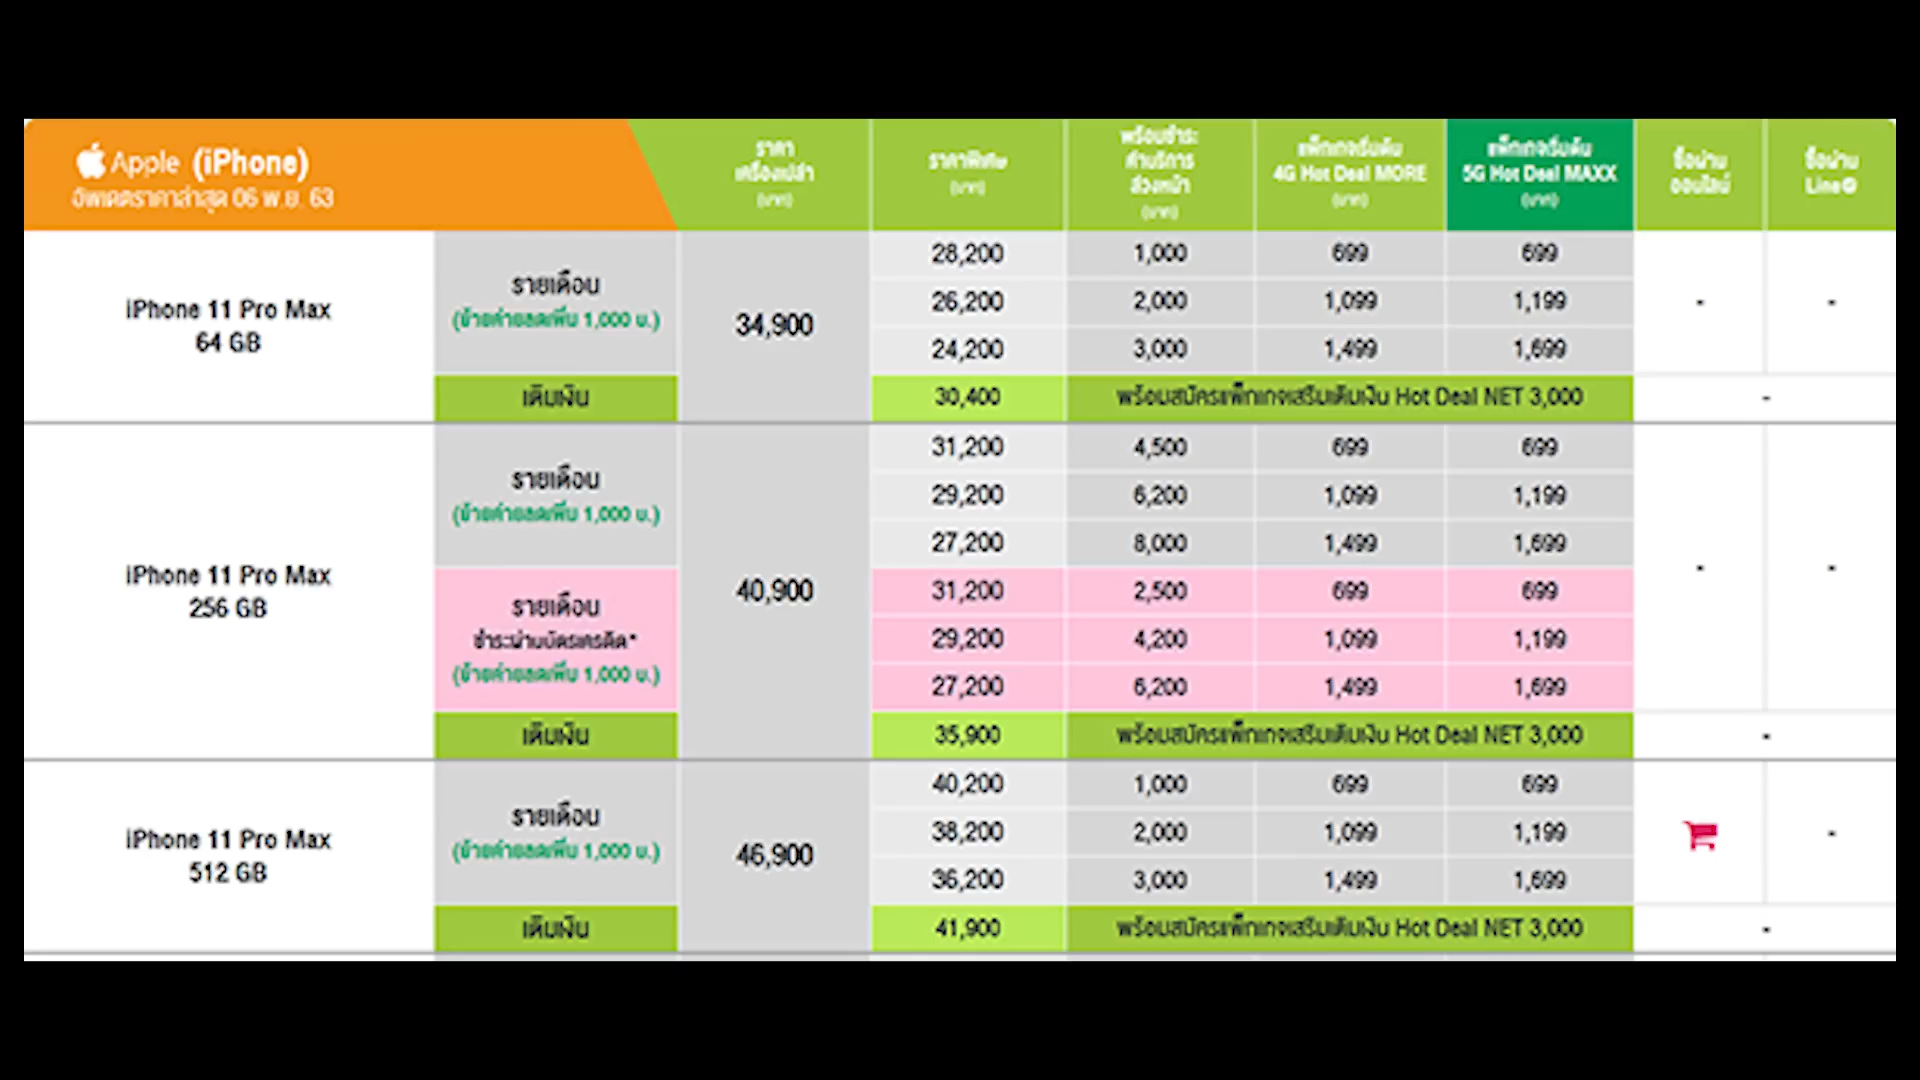 Apple (iPhone)
อัพเดตราคาล่าสุด 06 พ.ย. 63
ราคา
เครื่องเปล่า
(บาท)
ราคาพิเศษ
(บาท)
พร้อมชำระ
ค่าบริการ
ล่วงหน้า
(บาท)
แพ็กเกจเริ่มต้น
4G Hot Deal MORE
(บาท)
แพ็กเกจเริ่มต้น
5G Hot Deal MAXX
(บาท)
ซื้อผ่าน
ออนไลน์
ซื้อผ่าน
Line@
iPhone 11 Pro Max
64 GB
รายเดือน
(ย้ายค่ายลดเพิ่ม 1,000 บ.)
34,900
28,200 1,000 699 699
26,200 2,000 1,099 1,199 - -
24,200 3,000 1,499 1,699
เติมเงิน 30,400 พร้อมสมัครแพ็กเกจเสริมเติมเงิน Hot Deal NET 3,000 -
iPhone 11 Pro Max
256 GB
รายเดือน
(ย้ายค่ายลดเพิ่ม 1,000 บ.)
40,900
31,200 4,500 699 699
29,200 6,200 1,099 1,199
27,200 8,000 1,499 1,699
- -
รายเดือน
ชำระผ่านบัตรเครดิต*
(ย้ายค่ายลดเพิ่ม 1,000 บ.)
31,200 2,500 699 699
29,200 4,200 1,099 1,199
27,200 6,200 1,499 1,699
เติมเงิน 35,900 พร้อมสมัครแพ็กเกจเสริมเติมเงิน Hot Deal NET 3,000 -
iPhone 11 Pro Max
512 GB
รายเดือน
(ย้ายค่ายลดเพิ่ม 1,000 บ.)
46,900
40,200 1,000 699 699
38,200 2,000 1,099 1,199 -
36,200 3,000 1,499 1,699
เติมเงิน 41,900 พร้อมสมัครแพ็กเกจเสริมเติมเงิน Hot Deal NET 3,000 -